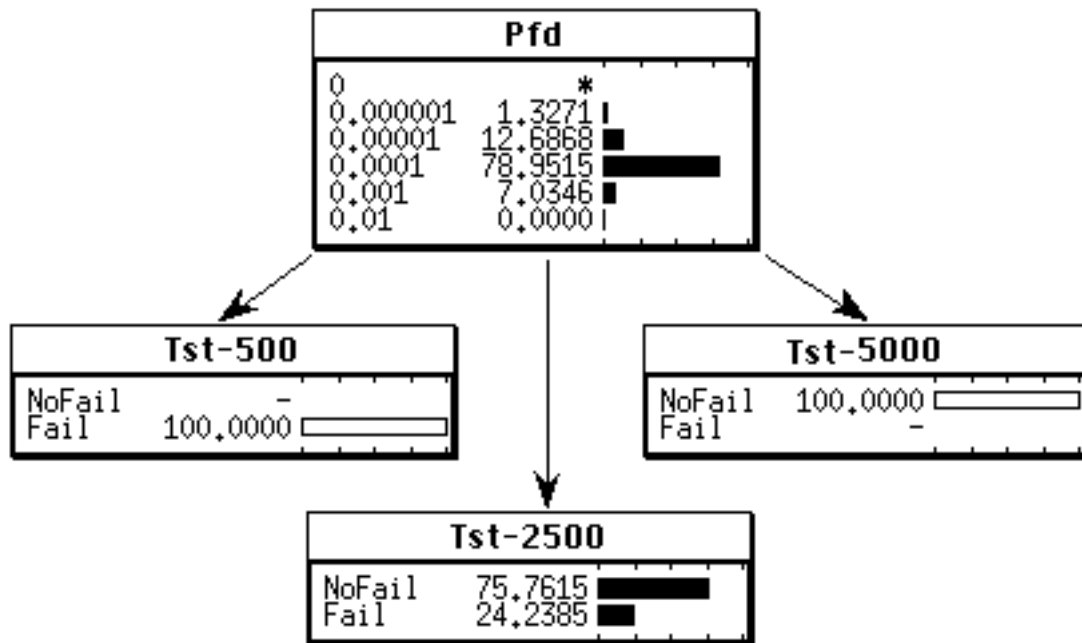 Pfd
0 *
0.000001 1.3271
0.00001 12.6868
0.0001 78.9515
0.001 7.0346
0.01 0.0000
Tst-500
NoFail -
Fail 100.0000
Tst-5000
NoFail 100.0000
Fail -
Tst-2500
NoFail 75.7615
Fail 24.2385